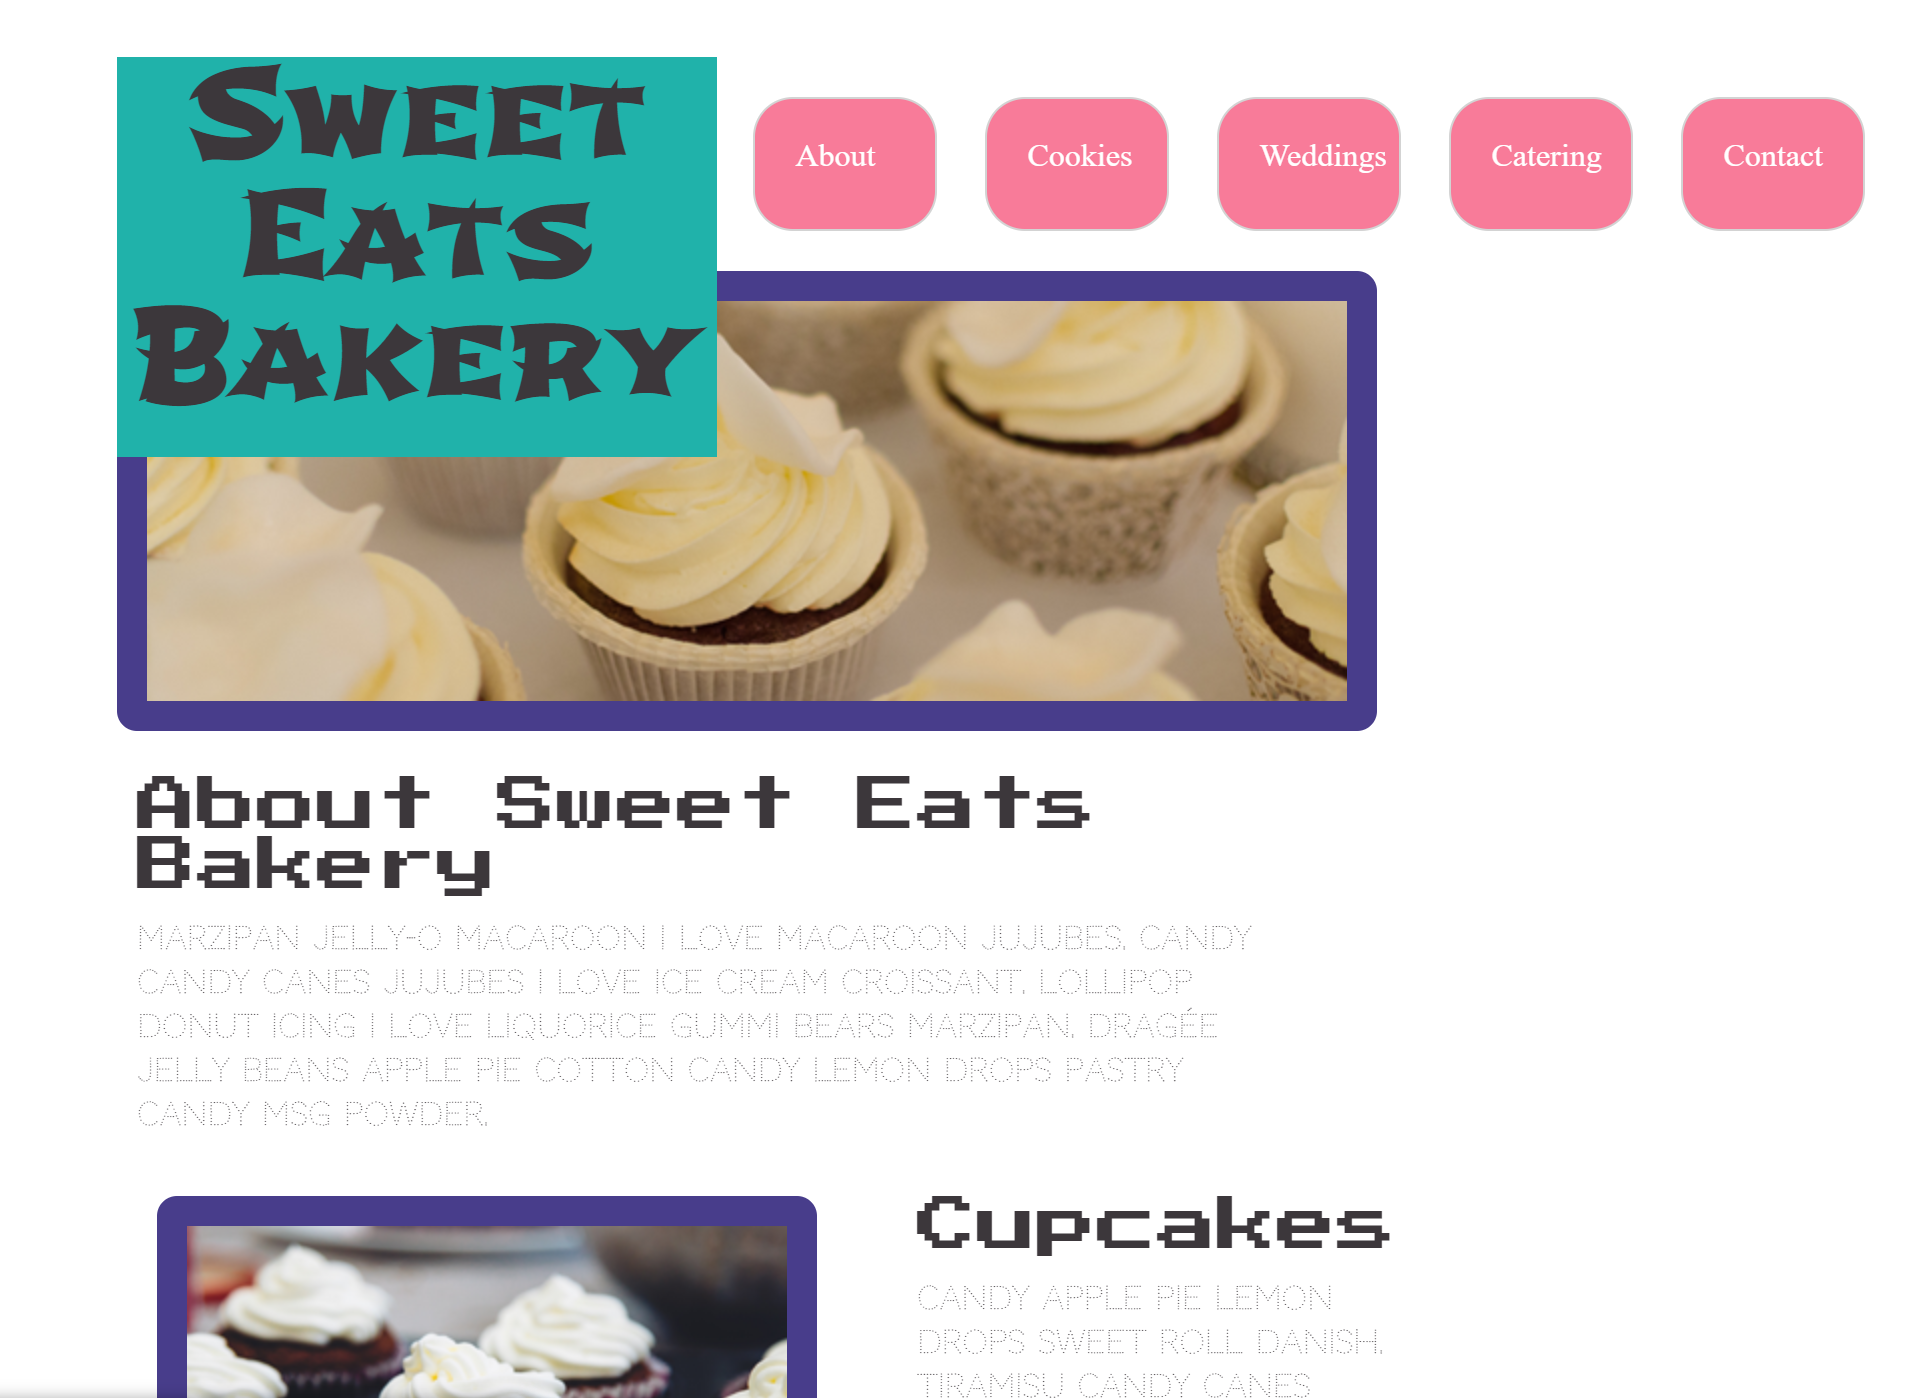 Sweet
Eats
Bakery
About Cookies Weddings Catering Contact
About Sweet Eats
Bakery
MARZIPAN JELLY-O MACAROON I LOVE MACAROON JUJUBES. CANDY
CANDY CANES JUJUBES I LOVE ICE CREAM CROISSANT. LOLLIPOP
DONUT ICING I LOVE LIQUORICE GUMMI BEARS MARZIPAN. DRAGÉE
JELLY BEANS APPLE PIE COTTON CANDY LEMON DROPS PASTRY
CANDY MSG POWDER.
Cupcakes
CANDY APPLE PIE LEMON
DROPS SWEET ROLL DANISH.
TIRAMISU CANDY CANES